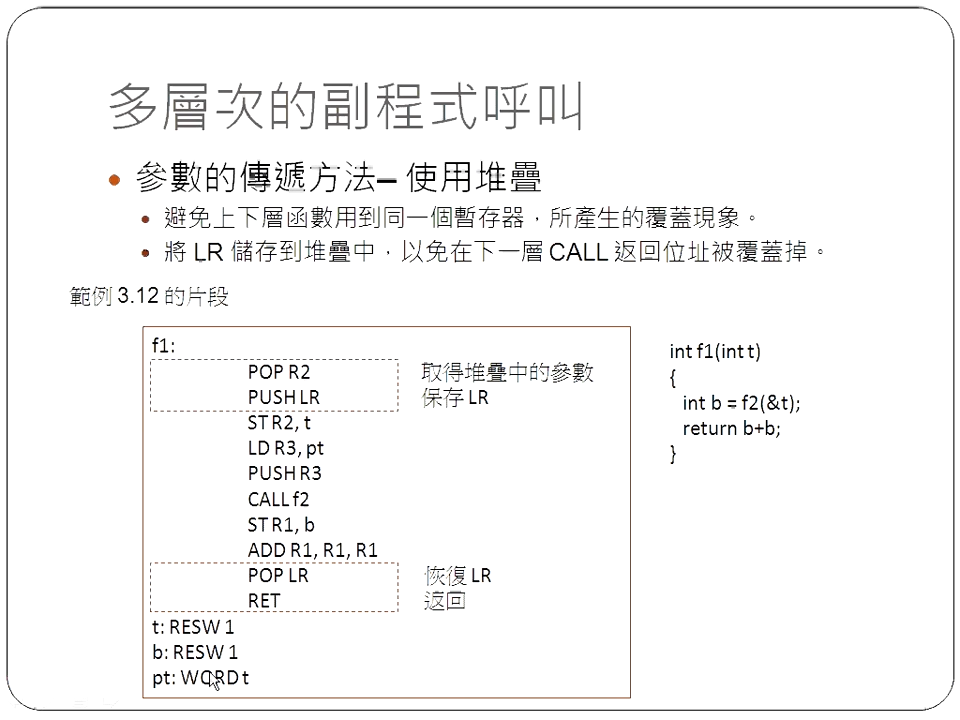 多層次的副程式呼叫
參數的傳遞方法– 使用堆疊
避免上下層函數用到同一個暫存器，所產生的覆蓋現象。
將 LR 儲存到堆疊中，以免在下一層 CALL 返回位址被覆蓋掉。
範例 3.12 的片段
f1:
POP R2 取得堆疊中的參數
PUSH LR 保存 LR
ST R2, t
LD R3, pt
PUSH R3
CALL f2
ST R1, b
ADD R1, R1, R1
POP LR 恢復 LR
RET 返回
t: RESW 1
b: RESW 1
pt: WORD t
int f1(int t)
{
int b = f2(&t);
return b+b;
}